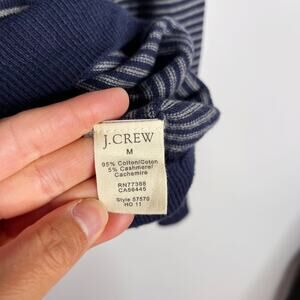 J.CREW
M
95% Cotton/Coton
5% Cashmere/
Cachemire
RN77388
CA56445
Style 57570
HO 11